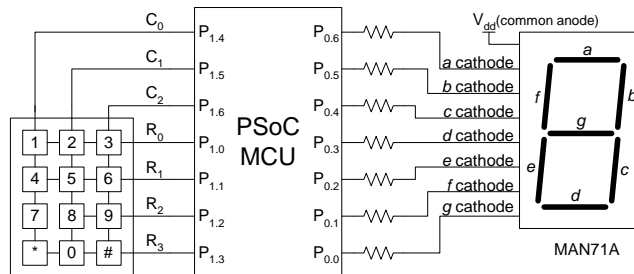 C0 P1.4 P0.6 Vdd(common anode)
a
a cathode
C1 P1.5 P0.5
b cathode
f b
C2 P1.6 P0.4
c cathode
g
1 2 3 R0 P1.0 PSoC P0.3 d cathode
MCU
e cathode
4 5 6 R1 P1.1 P0.2
e c
f cathode
7 8 9 R2 P1.2 P0.1
g cathode
d
* 0 # R3 P1.3 P0.0
MAN71A